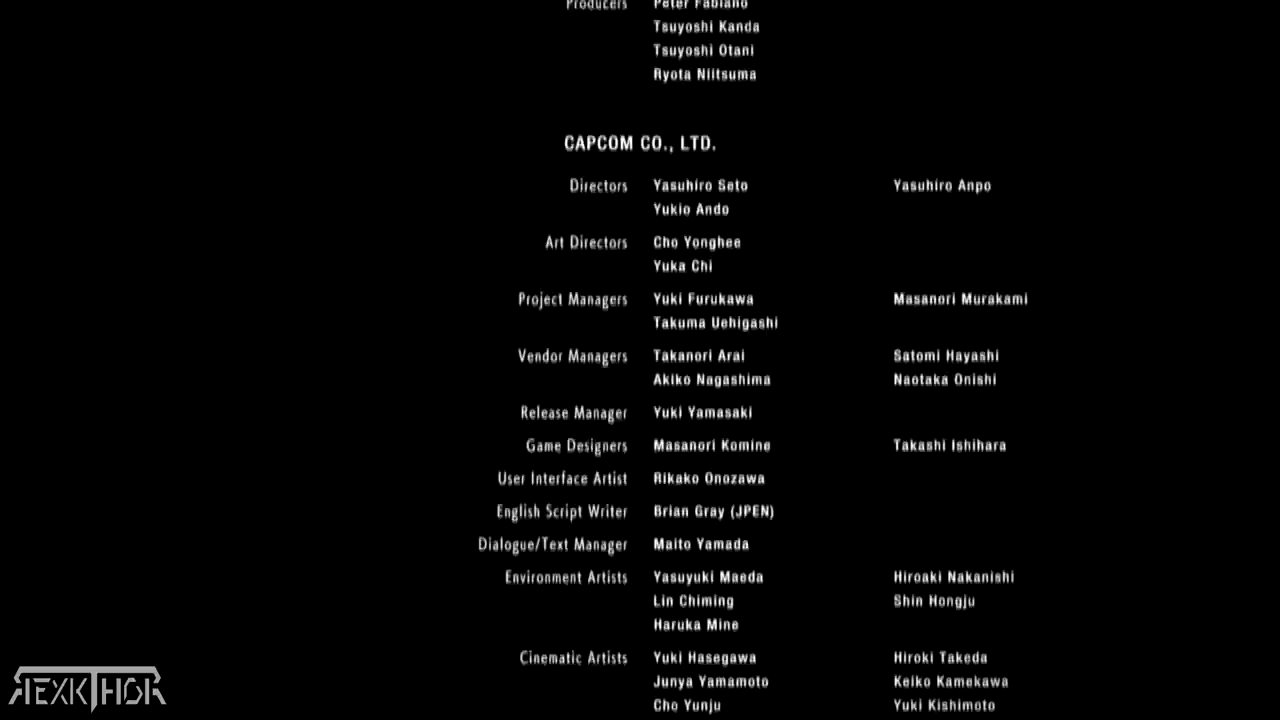 Producers Peter Fabiano
Tsuyoshi Kanda
Tsuyoshi Otani
Ryota Niitsuma
CAPCOM CO., LTD.
Directors Yasuhiro Seto Yasuhiro Anpo
Yukio Ando
Art Directors Cho Yonghee
Yuka Chi
Project Managers Yuki Furukawa Masanori Murakami
Takuma Uehigashi
Vendor Managers Takanori Arai Satomi Hayashi
Akiko Nagashima Naotaka Onishi
Release Manager Yuki Yamasaki
Game Designers Masanori Komine Takashi Ishihara
User Interface Artist Rikako Onozawa
English Script Writer Brian Gray (JPEN)
Dialogue/Text Manager Maito Yamada
Environment Artists Yasuyuki Maeda Hiroaki Nakanishi
Lin Chiming Shin Hongju
Haruka Mine
Cinematic Artists Yuki Hasegawa Hiroki Takeda
Junya Yamamoto Keiko Kamekawa
Cho Yunju Yuki Kishimoto